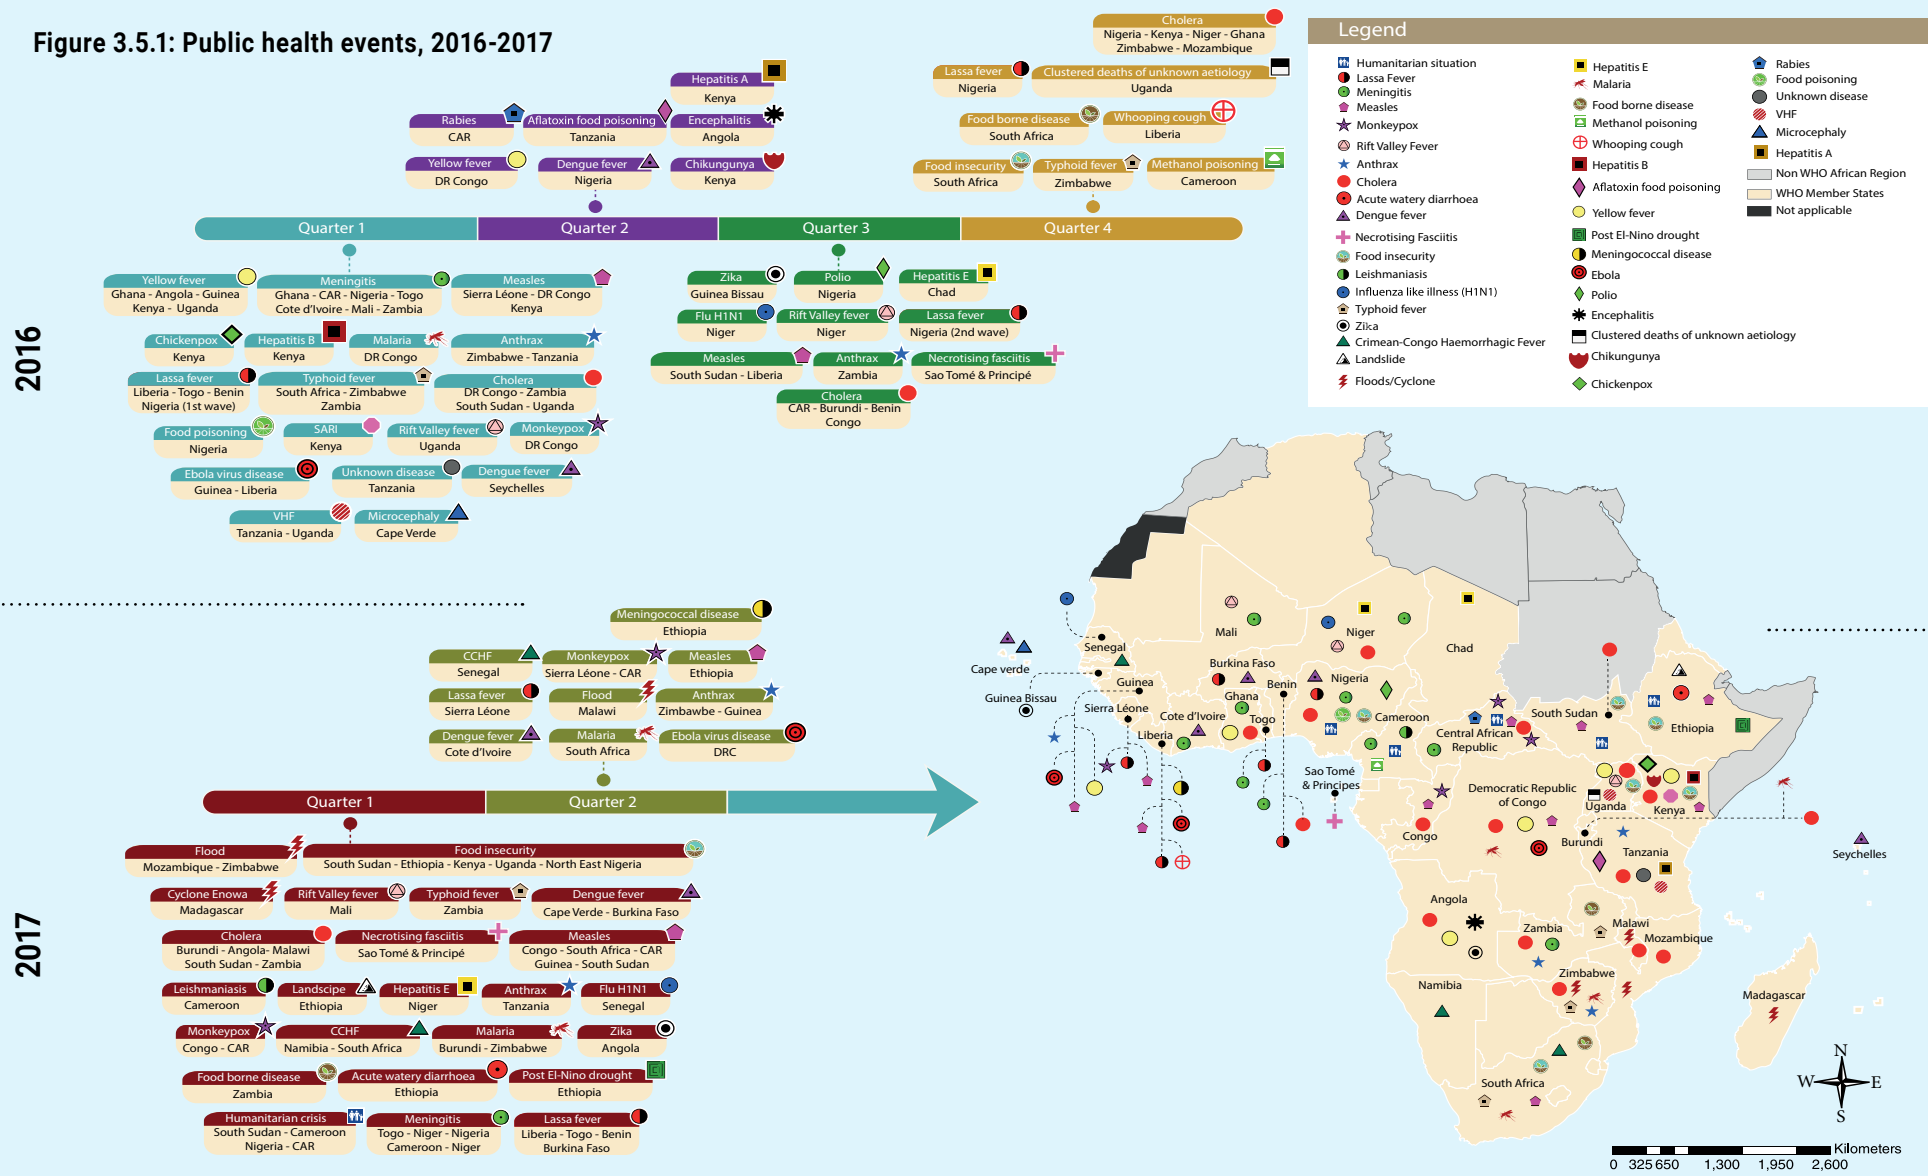 Figure 3.5.1: Public health events, 2016-2017
Cholera
Nigeria - Kenya - Niger - Ghana
Zimbabwe - Mozambique
Hepatitis A
Kenya
Lassa fever
Nigeria
Clustered deaths of unknown aetiology
Uganda
Rabies
CAR
Aflatoxin food poisoning
Tanzania
Encephalitis
Angola
Food borne disease
South Africa
Whooping cough
Liberia
Yellow fever
DR Congo
Dengue fever
Nigeria
Chikungunya
Kenya
Food insecurity
South Africa
Typhoid fever
Zimbabwe
Methanol poisoning
Cameroon
Quarter 1
Quarter 2
Quarter 3
Quarter 4
2016
Yellow fever
Ghana - Angola - Guinea
Kenya - Uganda
Meningitis
Ghana - CAR - Nigeria - Togo
Cote d’Ivoire - Mali - Zambia
Measles
Sierra Léone - DR Congo
Kenya
Chickenpox
Kenya
Hepatitis B
Kenya
Malaria
DR Congo
Anthrax
Zimbabwe - Tanzania
Lassa fever
Liberia - Togo - Benin
Nigeria (1st wave)
Typhoid fever
South Africa - Zimbabwe
Zambia
Cholera
DR Congo - Zambia
South Sudan - Uganda
Food poisoning
Nigeria
SARI
Kenya
Rift Valley fever
Uganda
Monkeypox
DR Congo
Ebola virus disease
Guinea - Liberia
Unknown disease
Tanzania
Dengue fever
Seychelles
VHF
Tanzania - Uganda
Microcephaly
Cape Verde
Zika
Guinea Bissau
Polio
Nigeria
Hepatitis E
Chad
Flu H1N1
Niger
Rift Valley fever
Niger
Lassa fever
Nigeria (2nd wave)
Measles
South Sudan - Liberia
Anthrax
Zambia
Necrotising fasciitis
Sao Tomé & Principé
Cholera
CAR - Burundi - Benin
Congo
Legend
Humanitarian situation
Lassa Fever
Meningitis
Measles
Monkeypox
Rift Valley Fever
Anthrax
Cholera
Acute watery diarrhoea
Dengue fever
Necrotising Fasciitis
Food insecurity
Leishmaniasis
Influenza like illness (H1N1)
Typhoid fever
Zika
Crimean-Congo Haemorrhagic Fever
Landslide
Floods/Cyclone
Hepatitis E
Malaria
Food borne disease
Methanol poisoning
Whooping cough
Hepatitis B
Aflatoxin food poisoning
Yellow fever
Post El-Nino drought
Meningococcal disease
Ebola
Polio
Encephalitis
Clustered deaths of unknown aetiology
Chikungunya
Chickenpox
Rabies
Food poisoning
Unknown disease
VHF
Microcephaly
Hepatitis A
Non WHO African Region
WHO Member States
Not applicable
2017
Meningococcal disease
Ethiopia
CCHF
Senegal
Monkeypox
Sierra Léone - CAR
Measles
Ethiopia
Lassa fever
Sierra Léone
Flood
Malawi
Anthrax
Zimbawbe - Guinea
Dengue fever
Cote d’Ivoire
Malaria
South Africa
Ebola virus disease
DRC
Quarter 1
Quarter 2
Flood
Mozambique - Zimbabwe
Food insecurity
South Sudan - Ethiopia - Kenya - Uganda - North East Nigeria
Cyclone Enowa
Madagascar
Rift Valley fever
Mali
Typhoid fever
Zambia
Dengue fever
Cape Verde - Burkina Faso
Cholera
Burundi - Angola- Malawi
South Sudan - Zambia
Necrotising fasciitis
Sao Tomé & Principé
Measles
Congo - South Africa - CAR
Guinea - South Sudan
Leishmaniasis
Cameroon
Landscipe
Ethiopia
Hepatitis E
Niger
Anthrax
Tanzania
Flu H1N1
Senegal
Monkeypox
Congo - CAR
CCHF
Namibia - South Africa
Malaria
Burundi - Zimbabwe
Zika
Angola
Food borne disease
Zambia
Acute watery diarrhoea
Ethiopia
Post El-Nino drought
Ethiopia
Humanitarian crisis
South Sudan - Cameroon
Nigeria - CAR
Meningitis
Togo - Niger - Nigeria
Cameroon - Niger
Lassa fever
Liberia - Togo - Benin
Burkina Faso
Mali
Niger
Chad
Senegal
Cape verde
Burkina Faso
Guinea
Guinea Bissau
Benin
Nigeria
Ghana
Sierra Léone
Cote d’Ivoire
Togo
Cameroon
Liberia
Central African
Republic
South Sudan
Ethiopia
Sao Tomé
& Principes
Democratic Republic
of Congo
Uganda
Kenya
Congo
Burundi
Tanzania
Seychelles
Angola
Zambia
Malawi
Mozambique
Zimbabwe
Namibia
Madagascar
South Africa
N
W
E
S
Kilometers
0 325 650 1,300 1,950 2,600